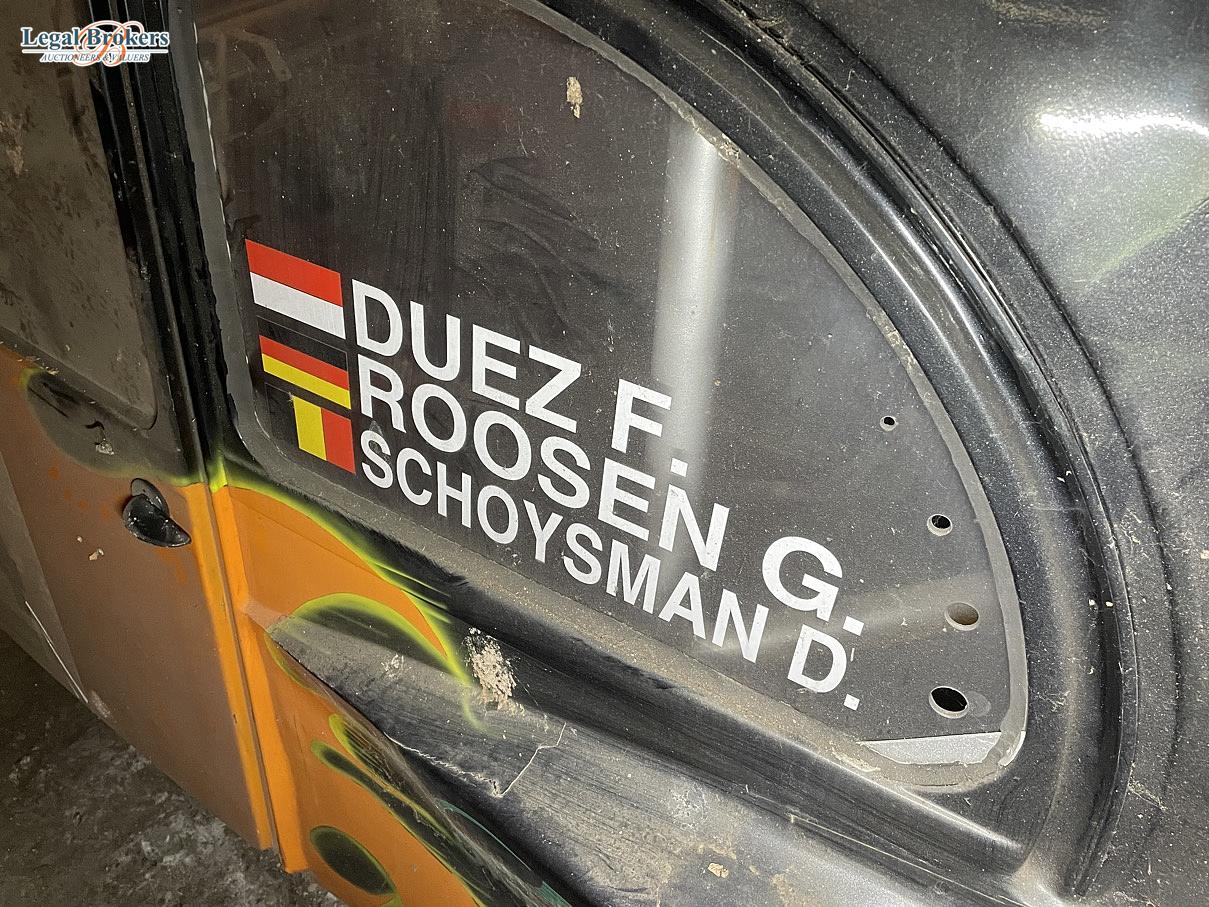 Legal Brokers
AUCTIONEERS & VALUERS
DUEZ F.
ROOSEN G.
SCHOYSMAN D.